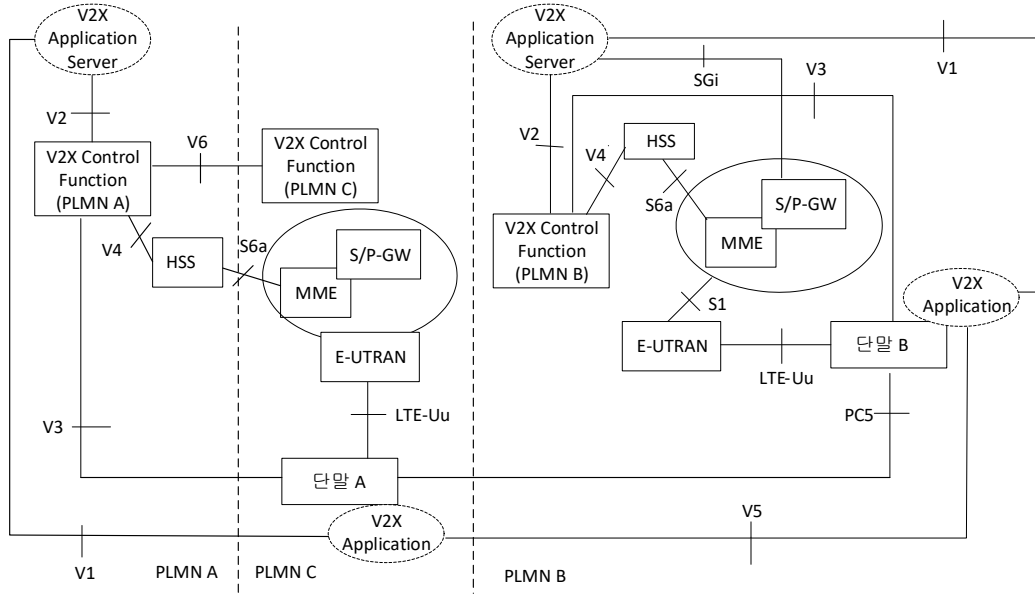 V2X
Application
Server
V2
V2X Control
Function
(PLMN A)
V6
V2X Control
Function
(PLMN C)
V4
HSS
S6a
S/P-GW
MME
E-UTRAN
LTE-Uu
V3
단말 A
V2X
Application
V1
PLMN A
PLMN C
V2X
Application
Server
V1
SGi
V3
V2
V4
HSS
S6a
S/P-GW
MME
V2X Control
Function
(PLMN B)
S1
V2X
Application
E-UTRAN
단말 B
LTE-Uu
PC5
V5
PLMN B